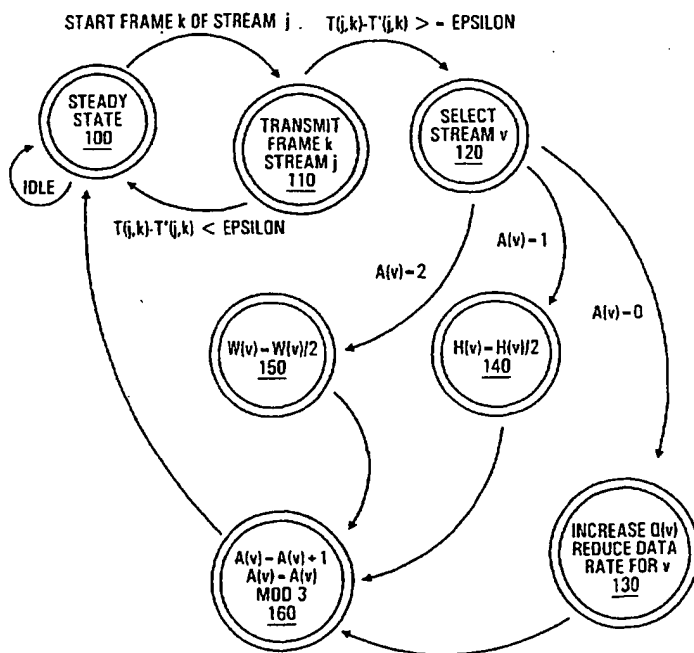 START FRAME k OF STREAM j
T(j,k)-T'(j,k) > - EPSILON
STEADY
STATE
100
IDLE
TRANSMIT
FRAME k
STREAM j
110
SELECT
STREAM v
120
T(j,k)-T'(j,k) < EPSILON
A(v)-2
A(v)-1
A(v)-0
W(v)-W(v)/2
150
H(v)-H(v)/2
140
A(v)-A(v)+1
A(v)-A(v)
MOD 3
160
INCREASE Q(v)
REDUCE DATA
RATE FOR v
130